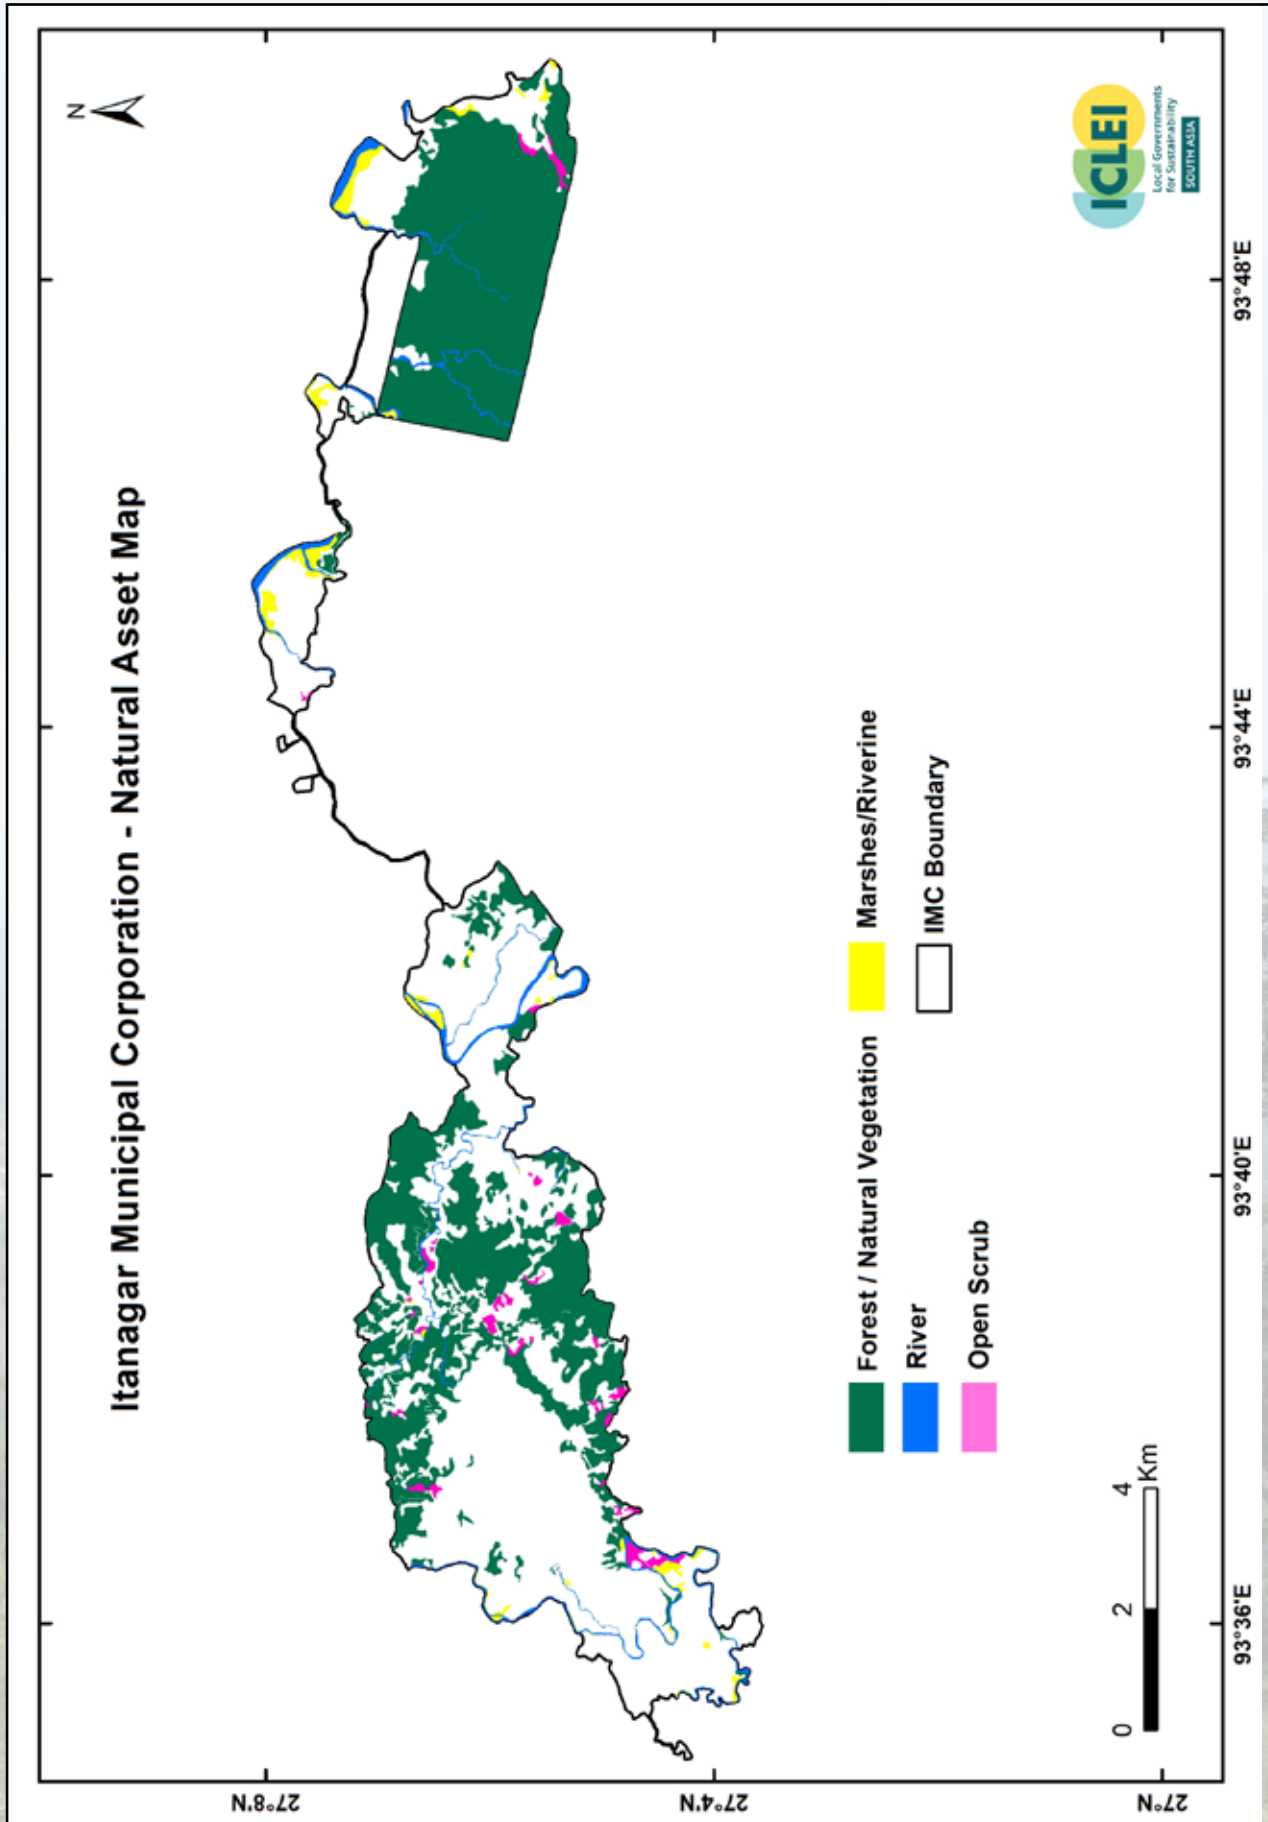 Itanagar Municipal Corporation - Natural Asset Map
N
27°8'N
27°4'N
27°N
93°36'E
93°40'E
93°44'E
93°48'E
Forest / Natural Vegetation
River
Open Scrub
Marshes/Riverine
IMC Boundary
0 2 4
Km
ICLEI
Local Governments
for Sustainability
SOUTH ASIA